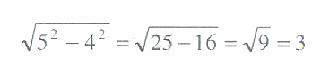 √(5² − 4²) = √(25 − 16) = √9 = 3